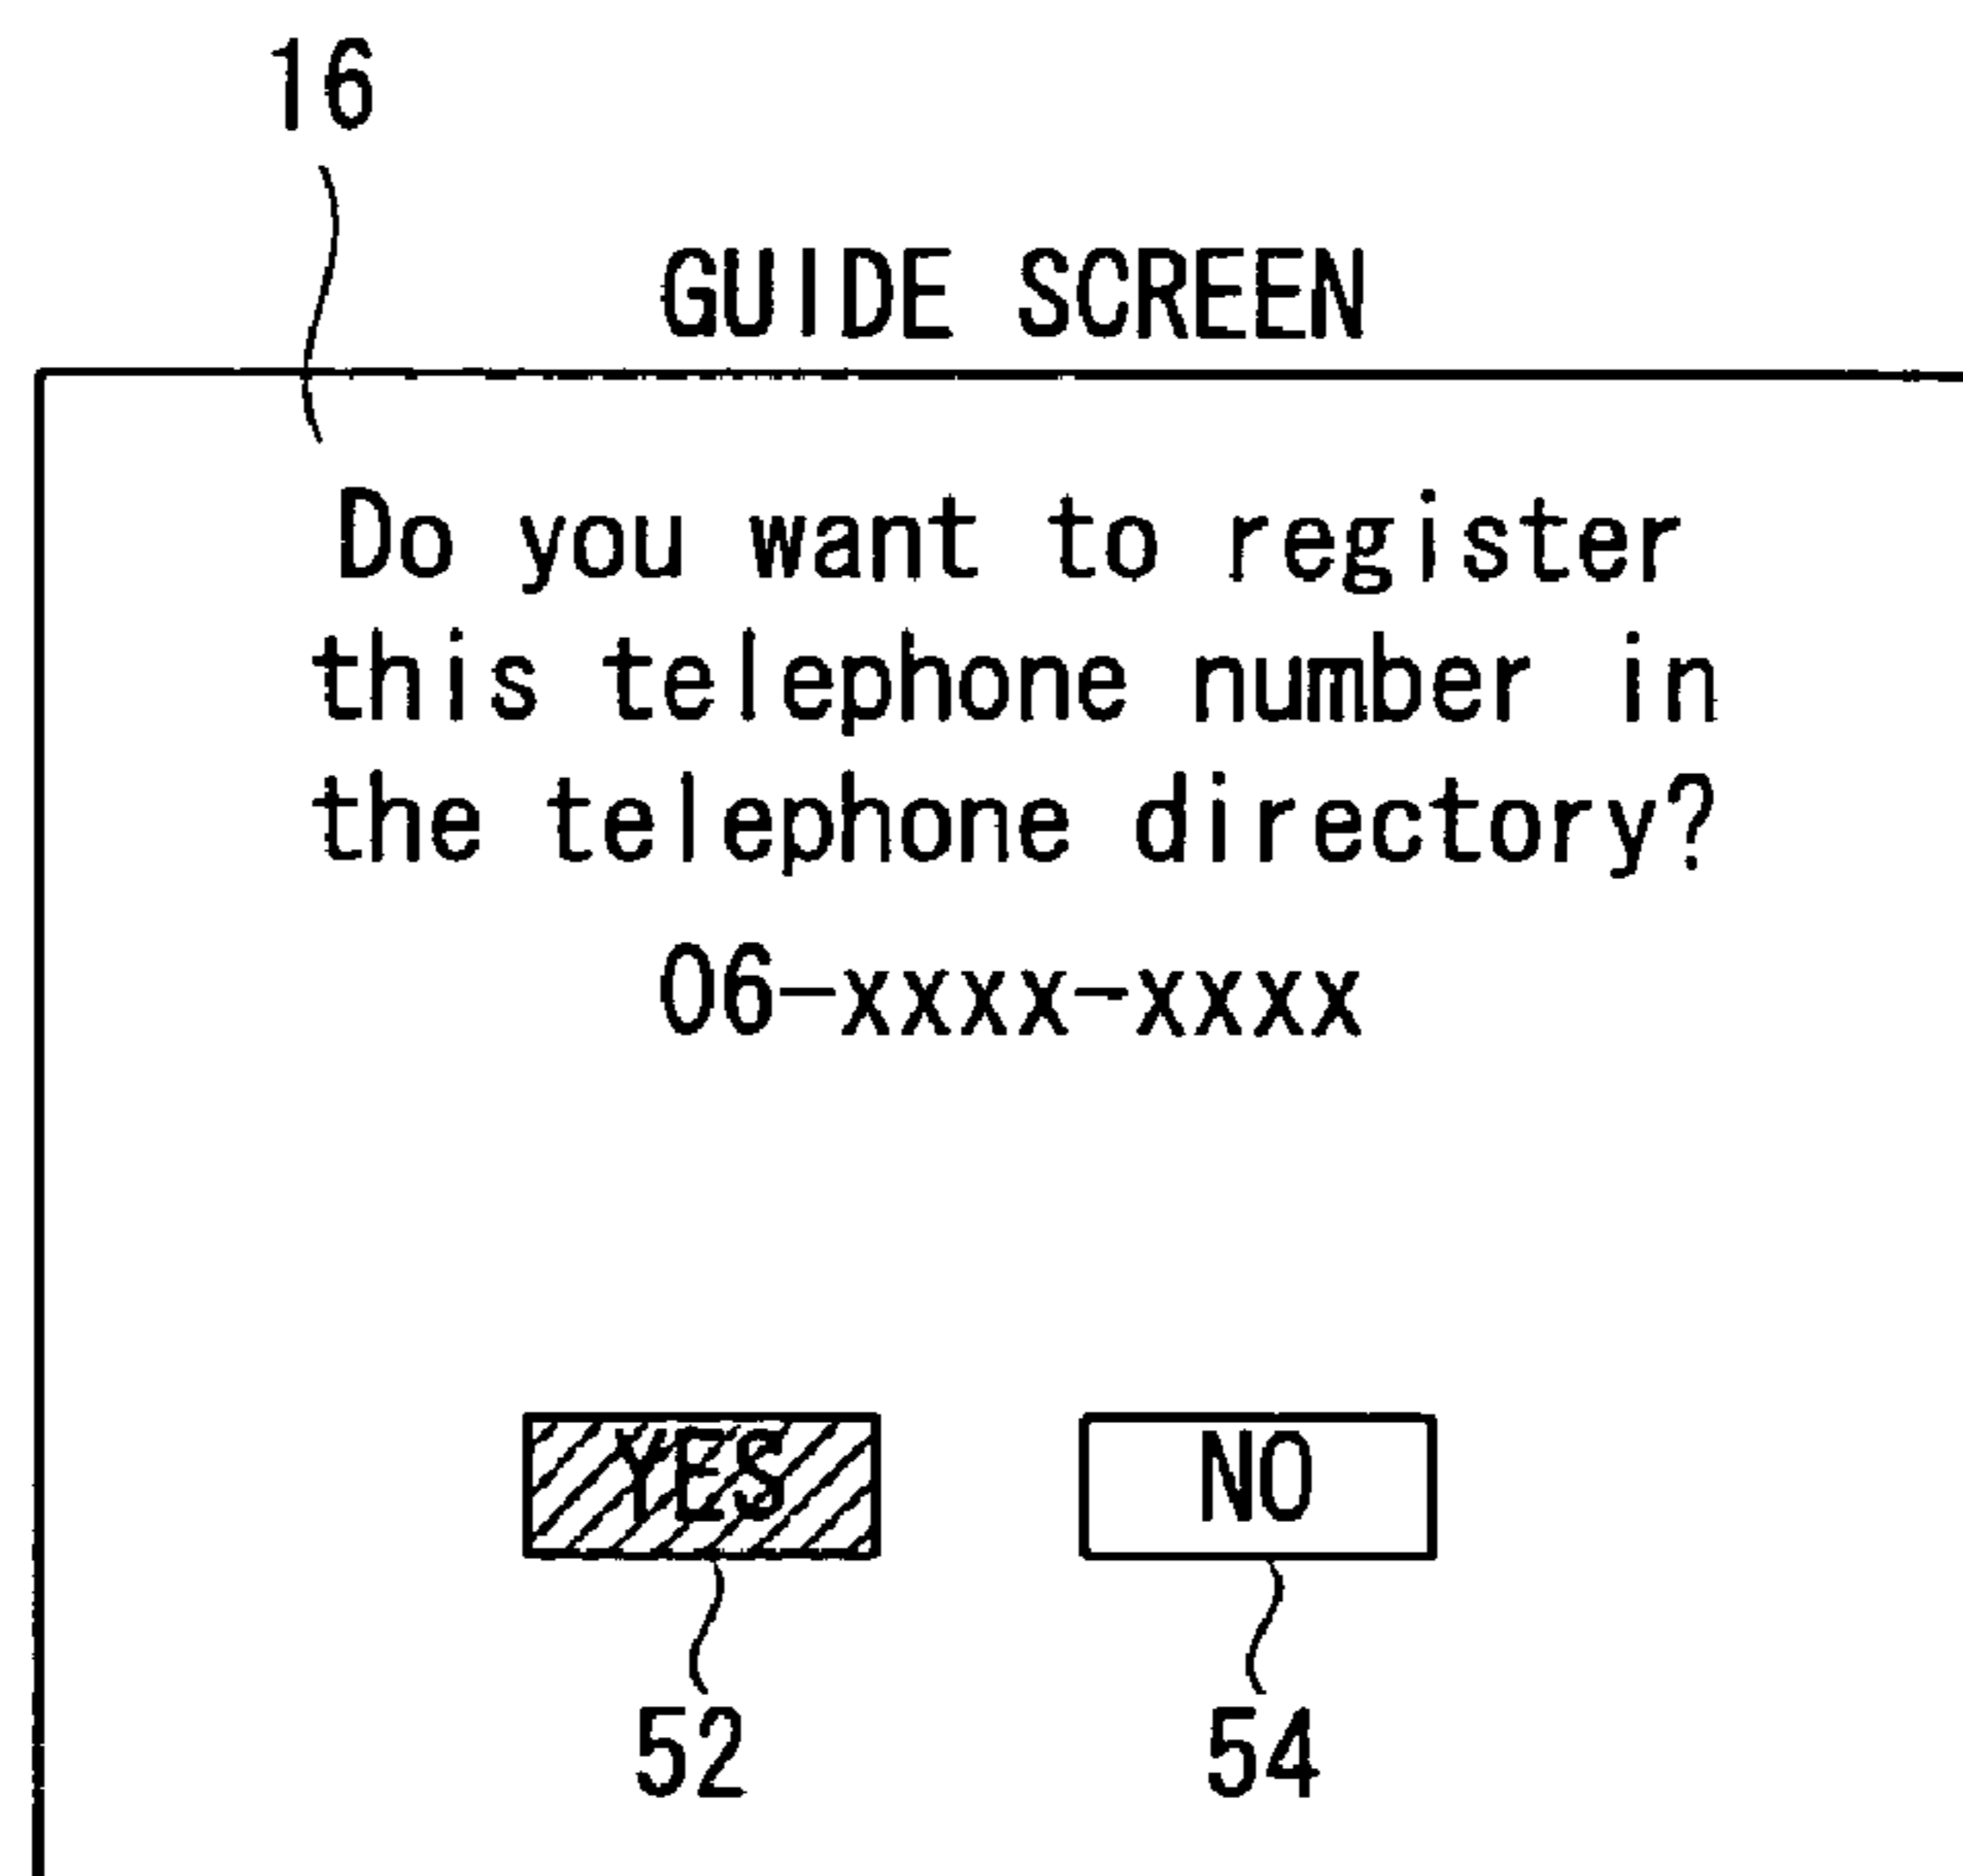 16
GUIDE SCREEN
Do you want to register
this telephone number in
the telephone directory?
06-xxxx-xxxx
YES NO
52 54